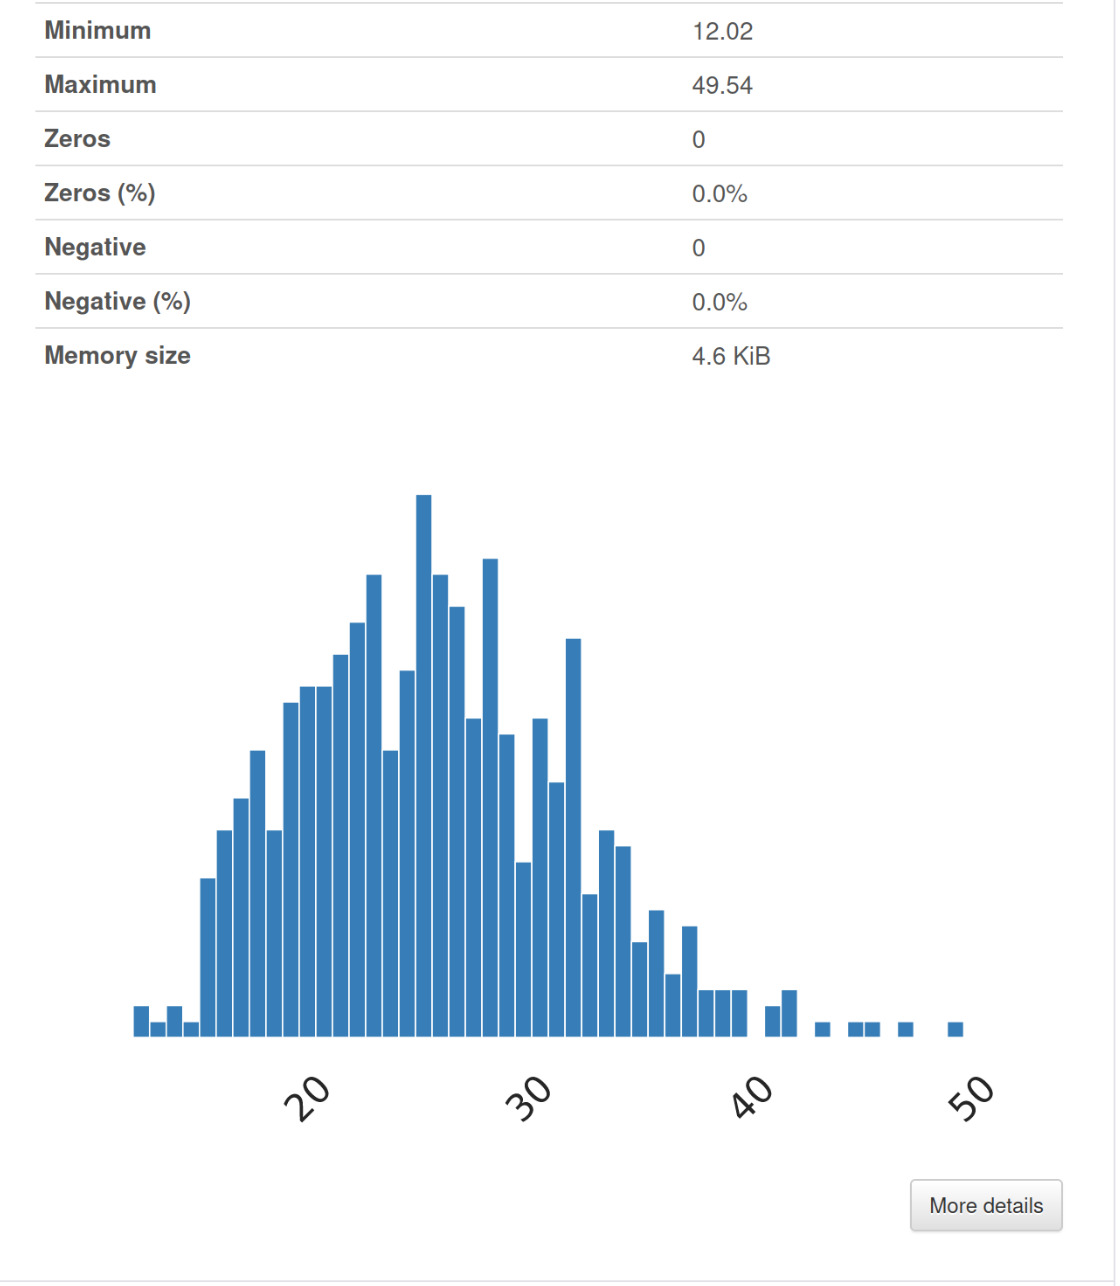 Minimum 12.02
Maximum 49.54
Zeros 0
Zeros (%) 0.0%
Negative 0
Negative (%) 0.0%
Memory size 4.6 KiB
20 30 40 50
More details